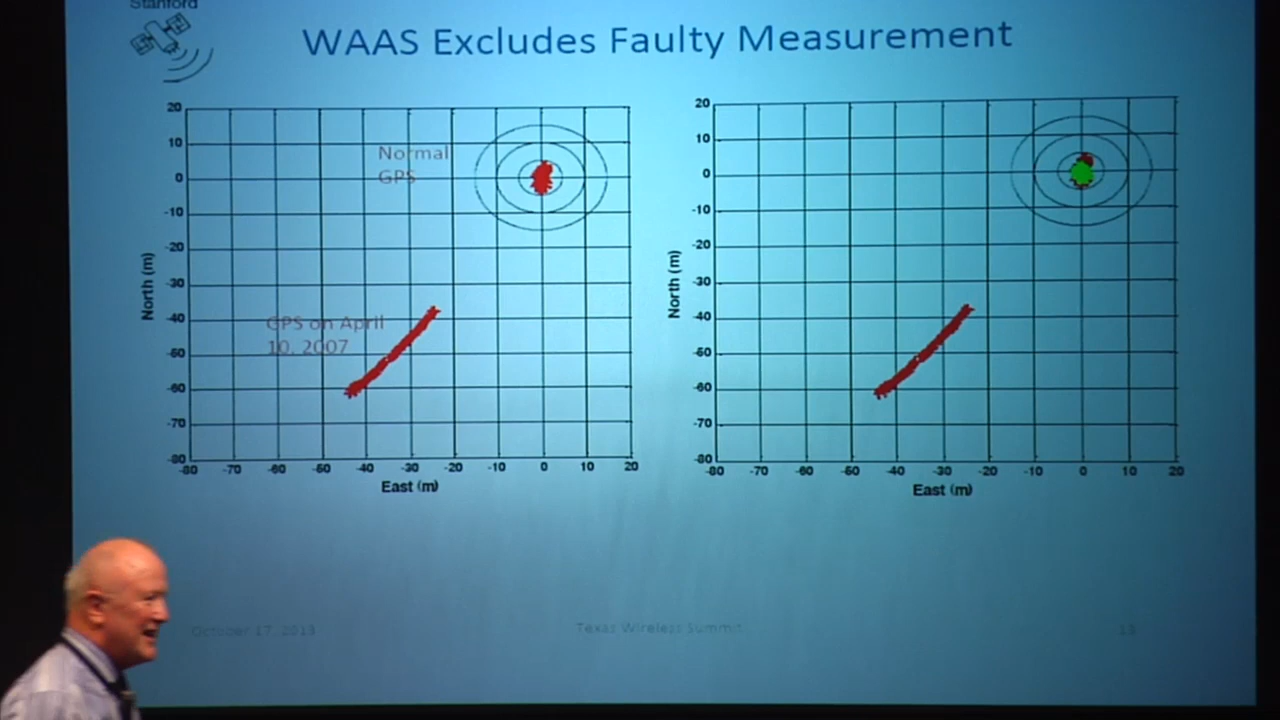 Stanford
WAAS Excludes Faulty Measurement
20
10
0
-10
-20
-30
-40
-50
-60
-70
-80
North (m)
Normal
GPS
GPS on April
10, 2007
-80 -70 -60 -50 -40 -30 -20 -10 0 10 20
East (m)
20
10
0
-10
-20
-30
-40
-50
-60
-70
-80
North (m)
-80 -70 -60 -50 -40 -30 -20 -10 0 10 20
East (m)
October 17, 2013
Texas Wireless Summit